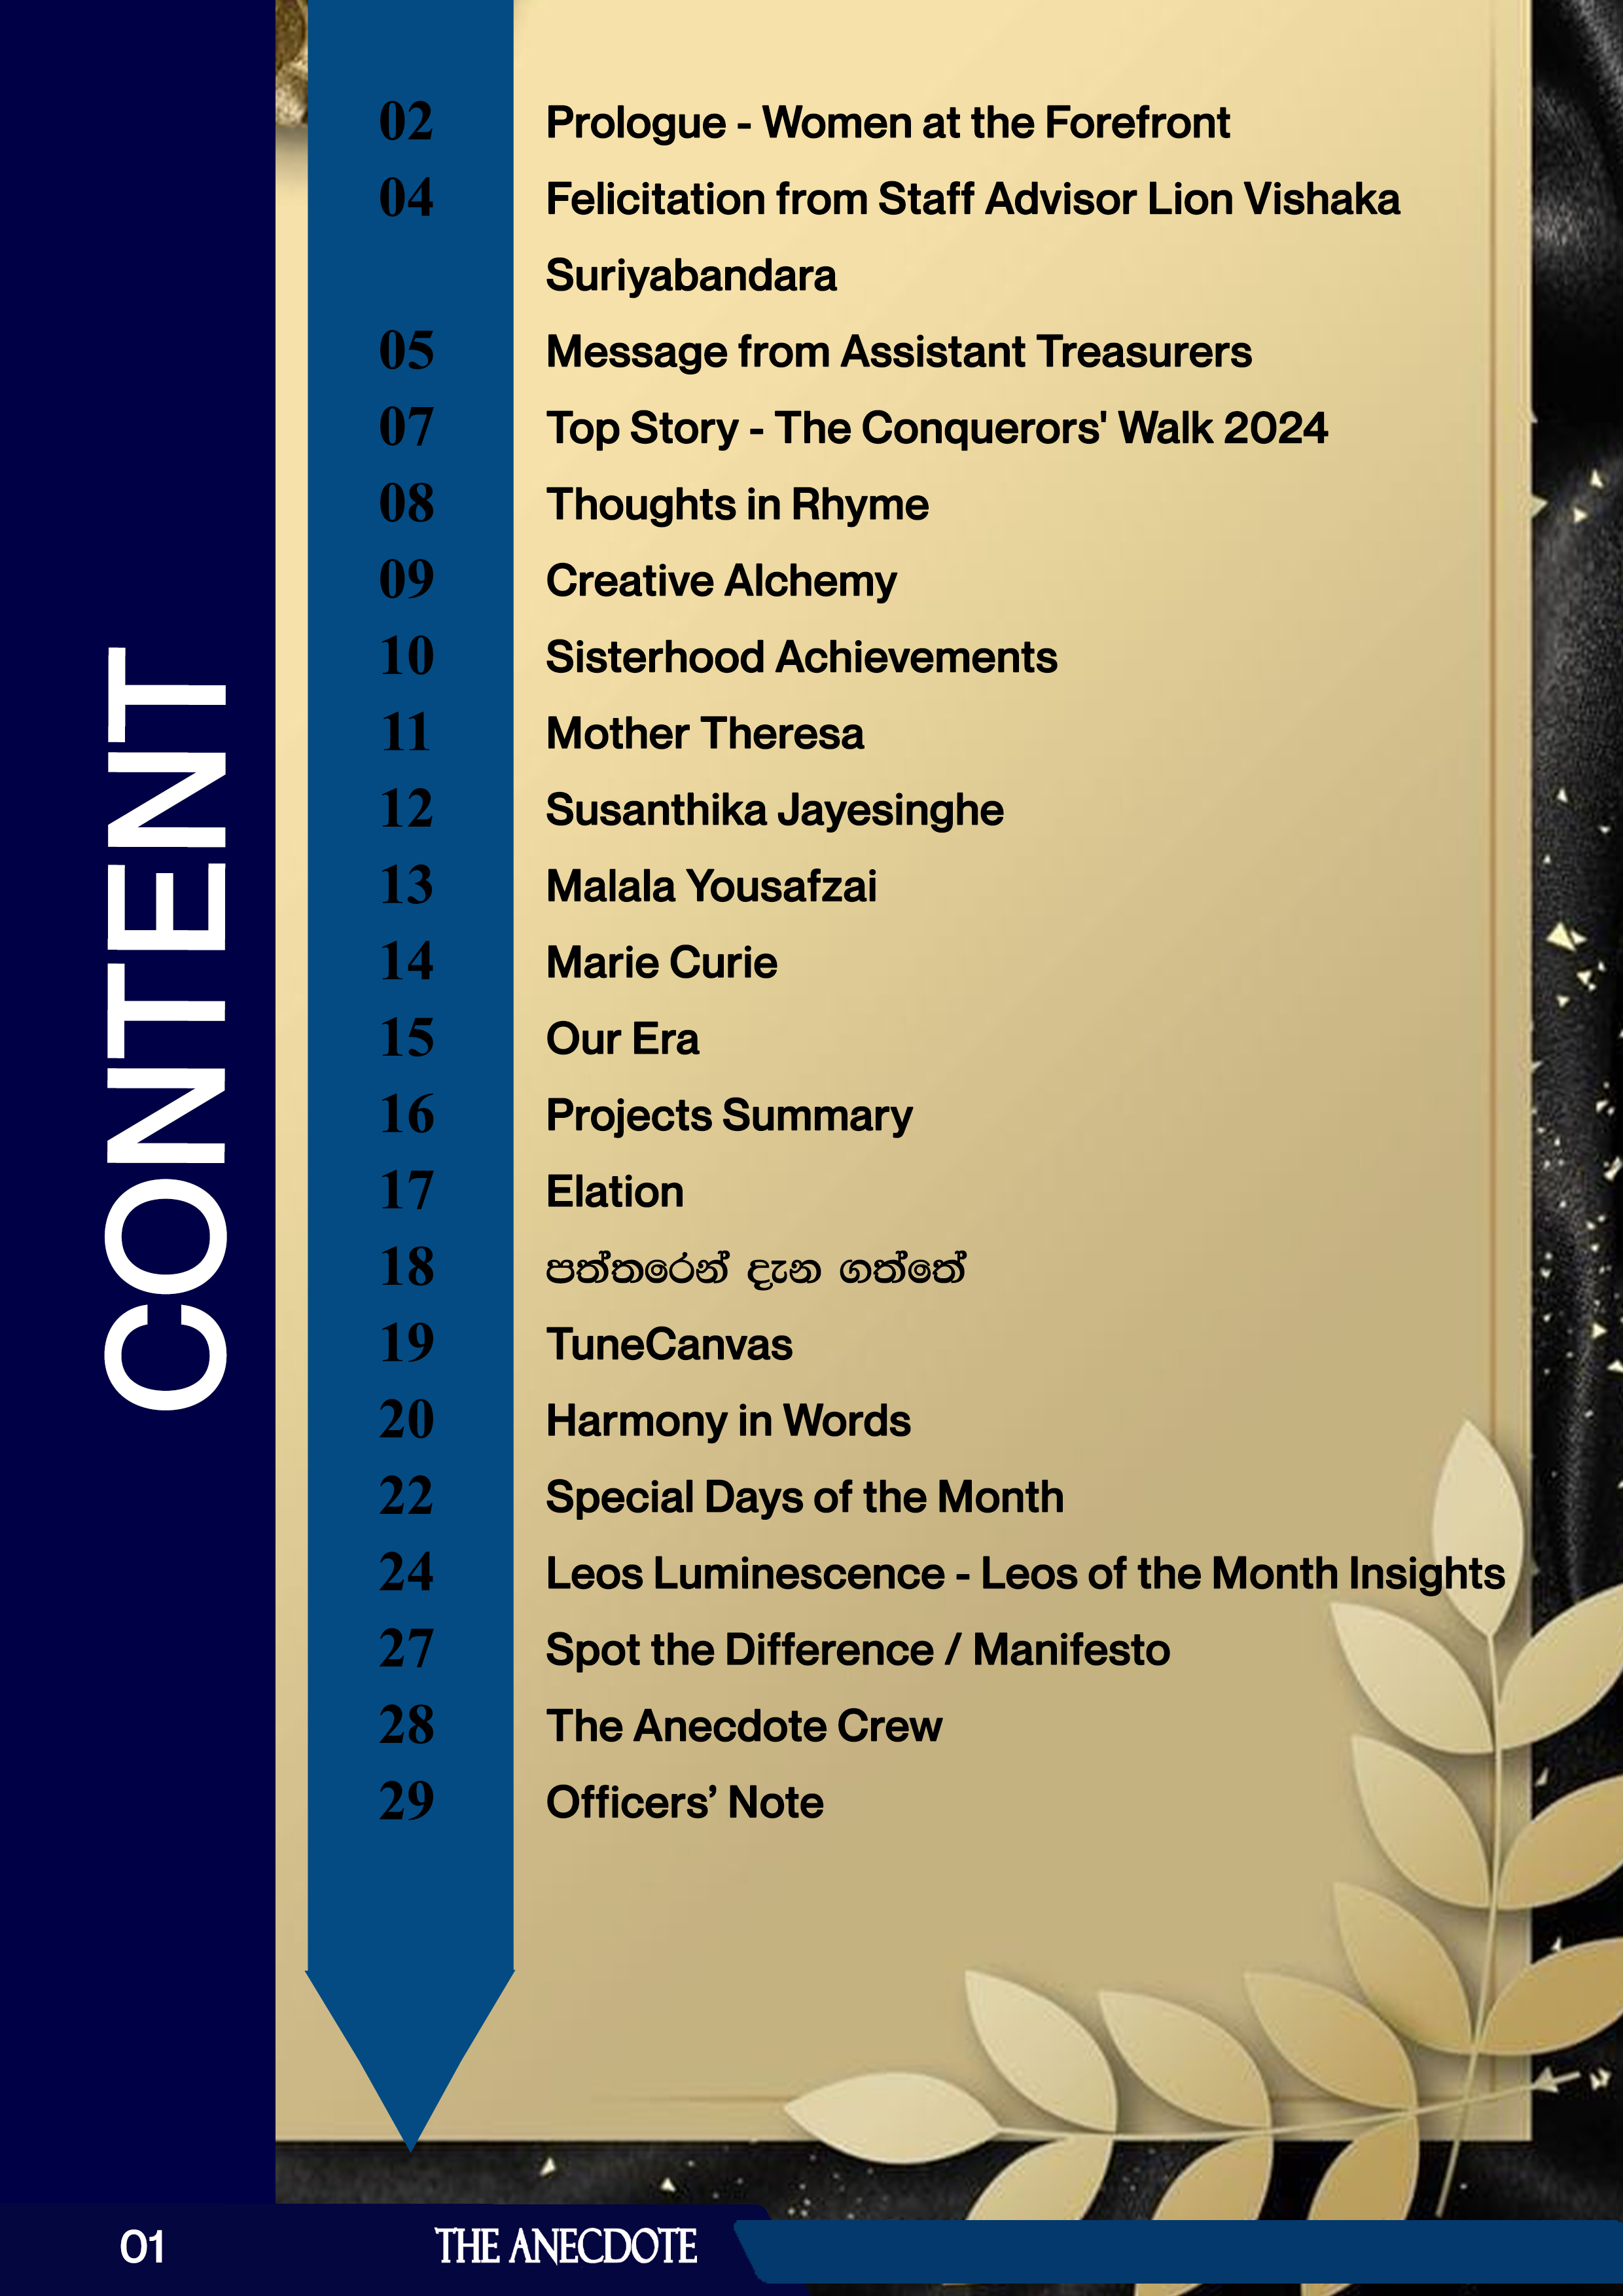 CONTENT
02 Prologue - Women at the Forefront
04 Felicitation from Staff Advisor Lion Vishaka
Suriyabandara
05 Message from Assistant Treasurers
07 Top Story - The Conquerors' Walk 2024
08 Thoughts in Rhyme
09 Creative Alchemy
10 Sisterhood Achievements
11 Mother Theresa
12 Susanthika Jayesinghe
13 Malala Yousafzai
14 Marie Curie
15 Our Era
16 Projects Summary
17 Elation
18 පත්තරෙන් දැන ගත්තේ
19 TuneCanvas
20 Harmony in Words
22 Special Days of the Month
24 Leos Luminescence - Leos of the Month Insights
27 Spot the Difference / Manifesto
28 The Anecdote Crew
29 Officers’ Note
01 THE ANECDOTE